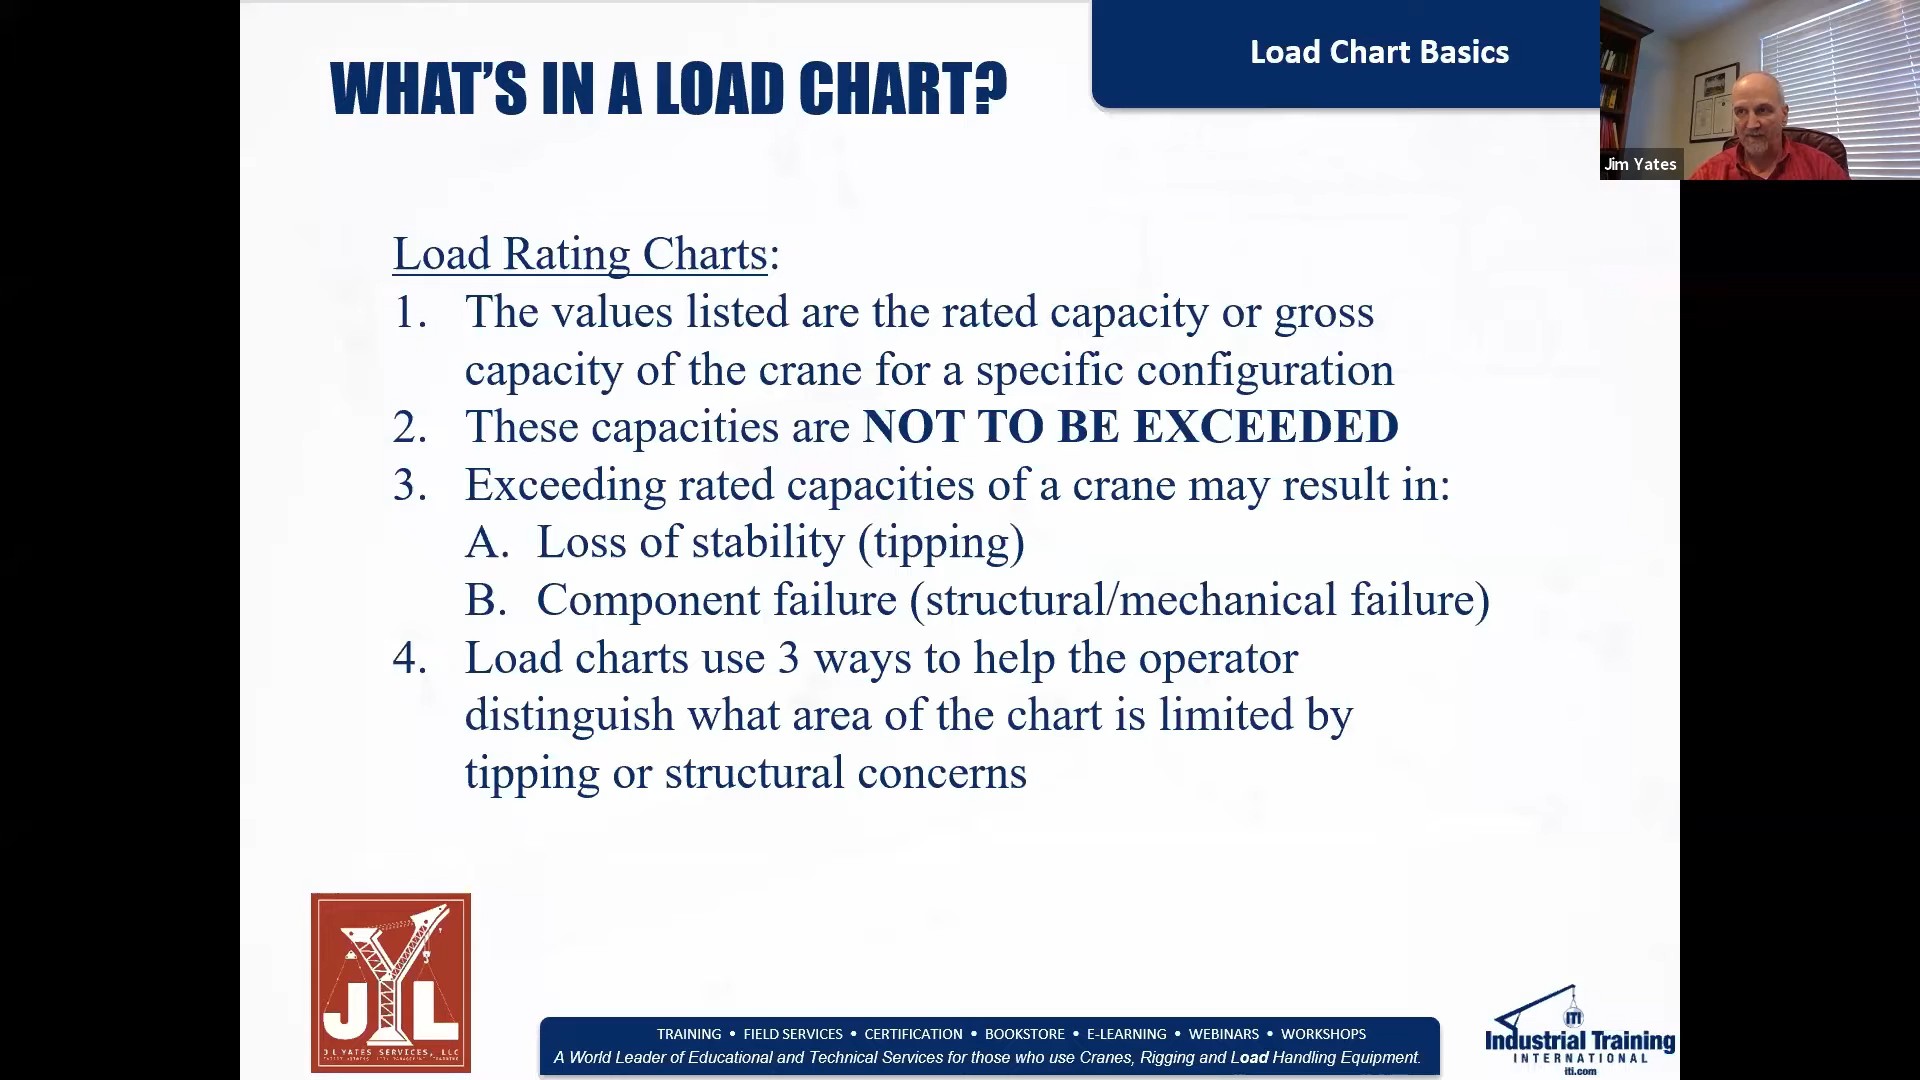 WHAT'S IN A LOAD CHART?
Load Chart Basics
Jim Yates
Load Rating Charts:
1. The values listed are the rated capacity or gross
capacity of the crane for a specific configuration
2. These capacities are NOT TO BE EXCEEDED
3. Exceeding rated capacities of a crane may result in:
A. Loss of stability (tipping)
B. Component failure (structural/mechanical failure)
4. Load charts use 3 ways to help the operator
distinguish what area of the chart is limited by
tipping or structural concerns
JYL
J L YATES SERVICES, LLC
TRAINING • FIELD SERVICES • CERTIFICATION • BOOKSTORE • E-LEARNING • WEBINARS • WORKSHOPS
A World Leader of Educational and Technical Services for those who use Cranes, Rigging and Load Handling Equipment.
ITI
Industrial Training
INTERNATIONAL
iti.com